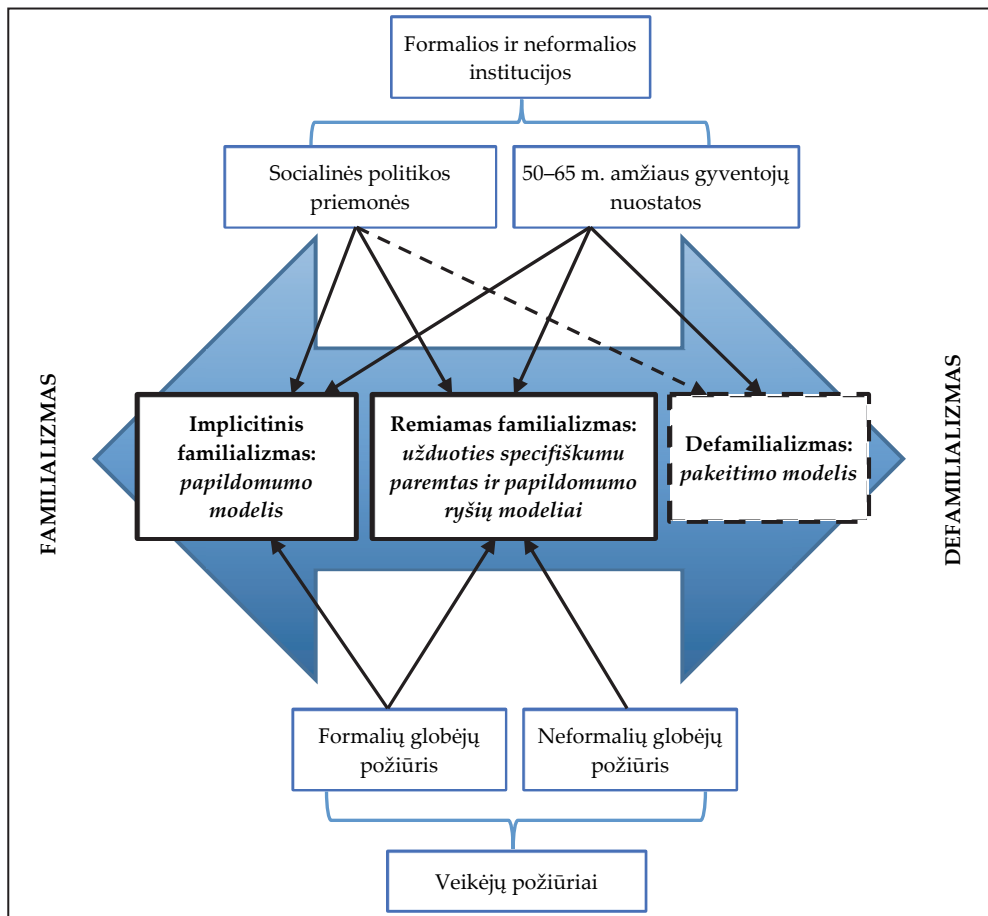 Formalios ir neformalios
institucijos
Socialinės politikos
priemonės
50–65 m. amžiaus gyventojų
nuostatos
FAMILIALIZMAS
Implicitinis
familializmas:
papildomumo
modelis
Remiamas familializmas:
užduoties specifiškumu
paremtas ir papildomumo
ryšių modeliai
Defamilializmas:
pakeitimo modelis
DEFAMILIALIZMAS
Formalių globėjų
požiūris
Neformalių globėjų
požiūris
Veikėjų požiūriai